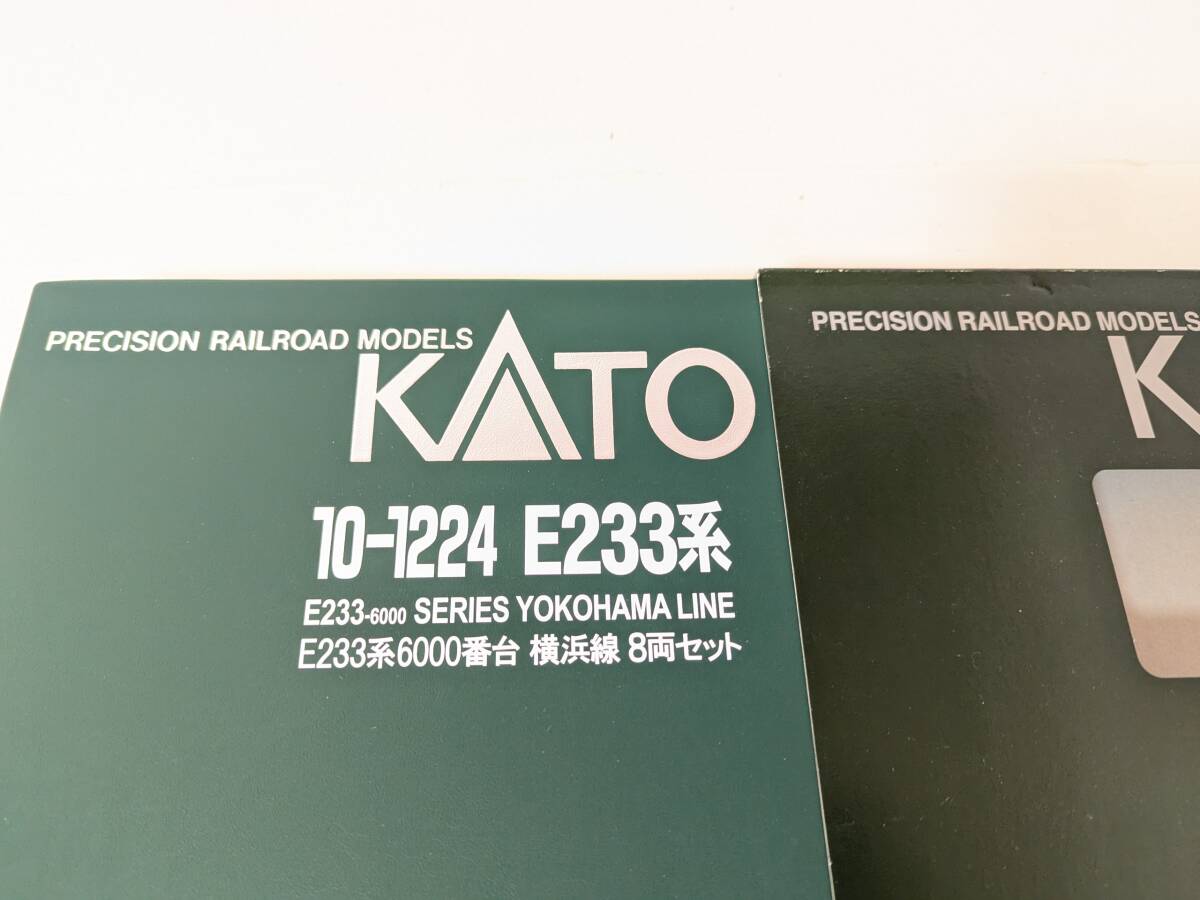 PRECISION RAILROAD MODELS
KATO
10-1224 E233系
E233-6000 SERIES YOKOHAMA LINE
E233系6000番台 横浜線 8両セット
PRECISION RAILROAD MODELS
K